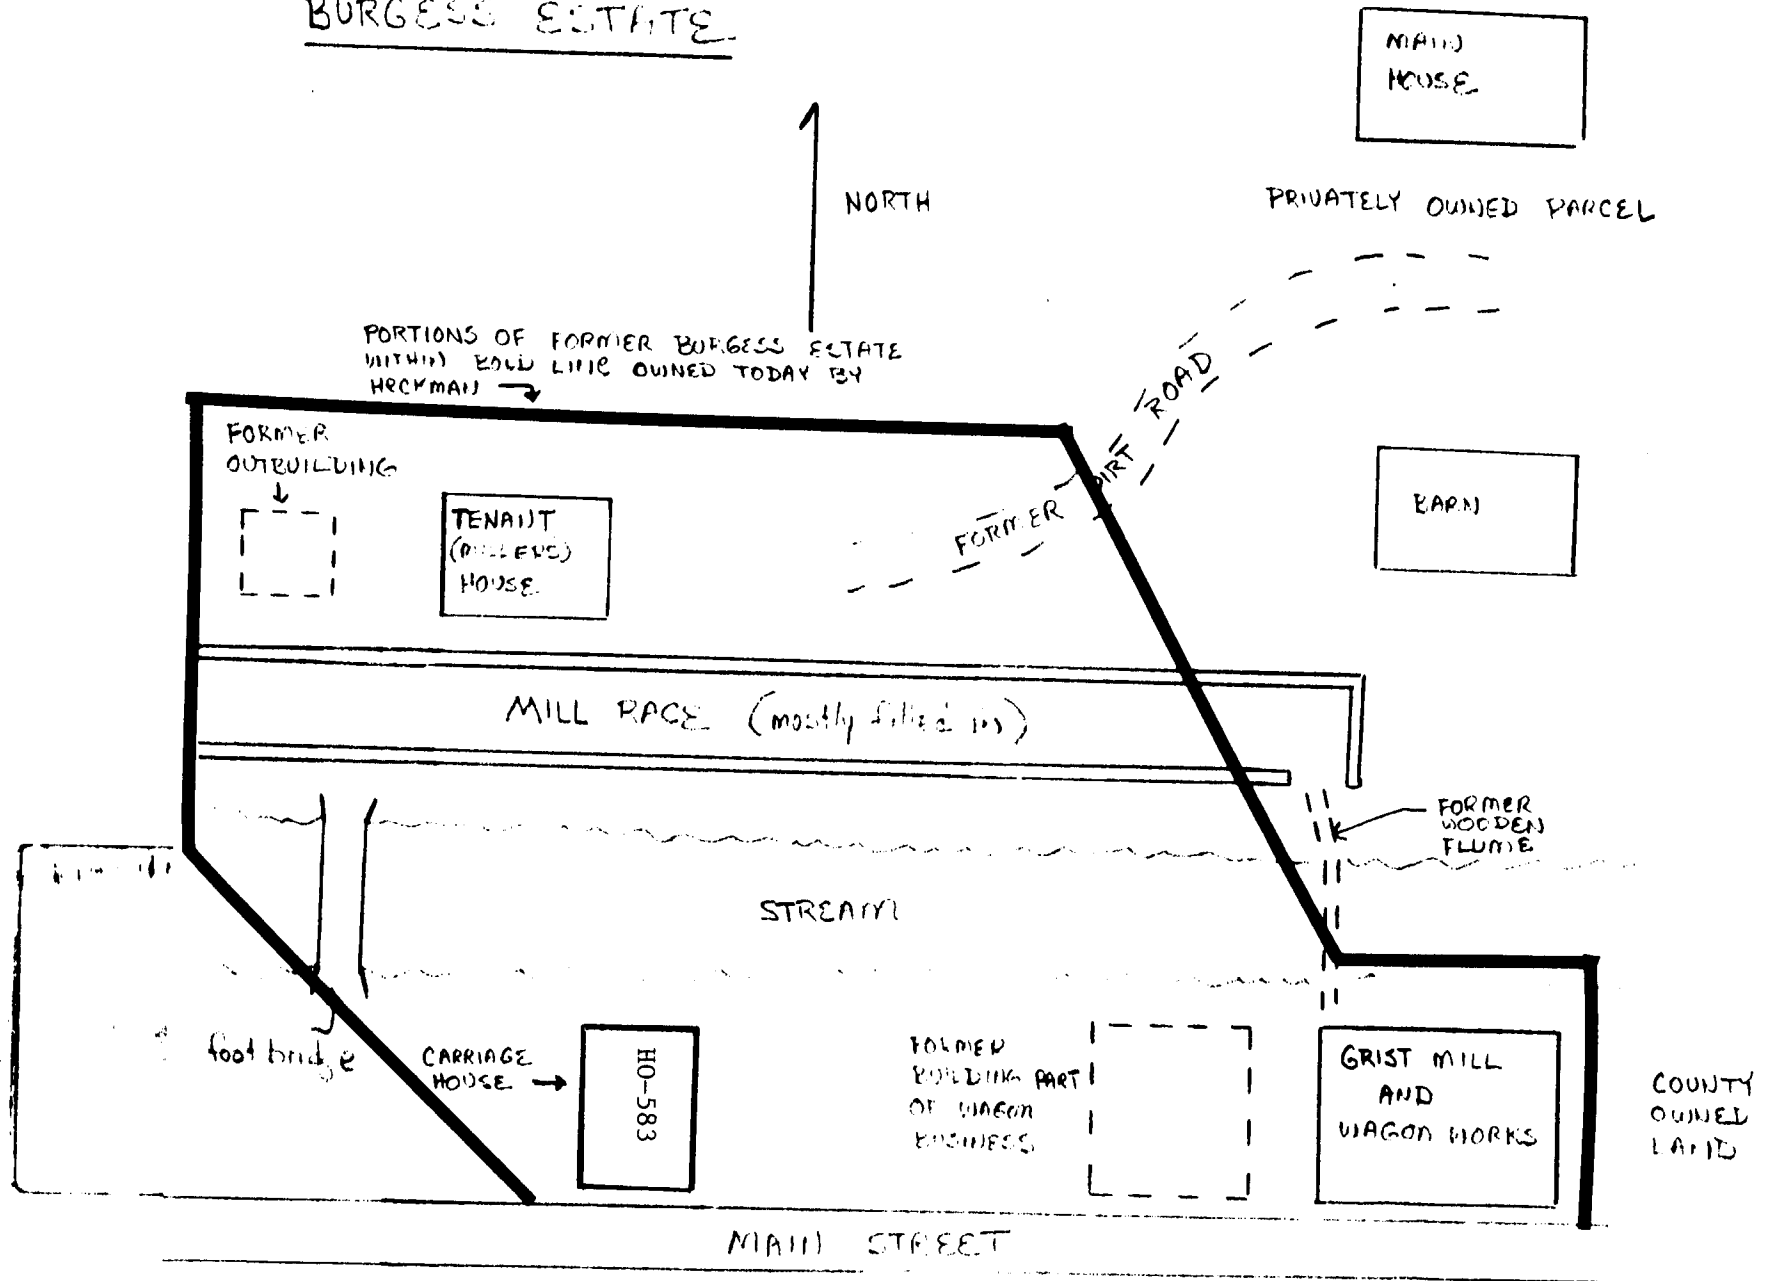 BURGESS ESTATE
MAIN
HOUSE
NORTH
PRIVATELY OWNED PARCEL
PORTIONS OF FORMER BURGESS ESTATE
WITHIN BOLD LINE OWNED TODAY BY
HECKMAN
FORMER
OUTBUILDING
TENANT
(MILLERS)
HOUSE
FORMER DIRT ROAD
BARN
MILL RACE (mostly filled in)
FORMER
WOODEN
FLUME
STREAM
foot bridge
CARRIAGE
HOUSE
HO-583
FORMER
BUILDING PART
OF WAGON
BUSINESS
GRIST MILL
AND
WAGON WORKS
COUNTY
OWNED
LAND
MAIN STREET